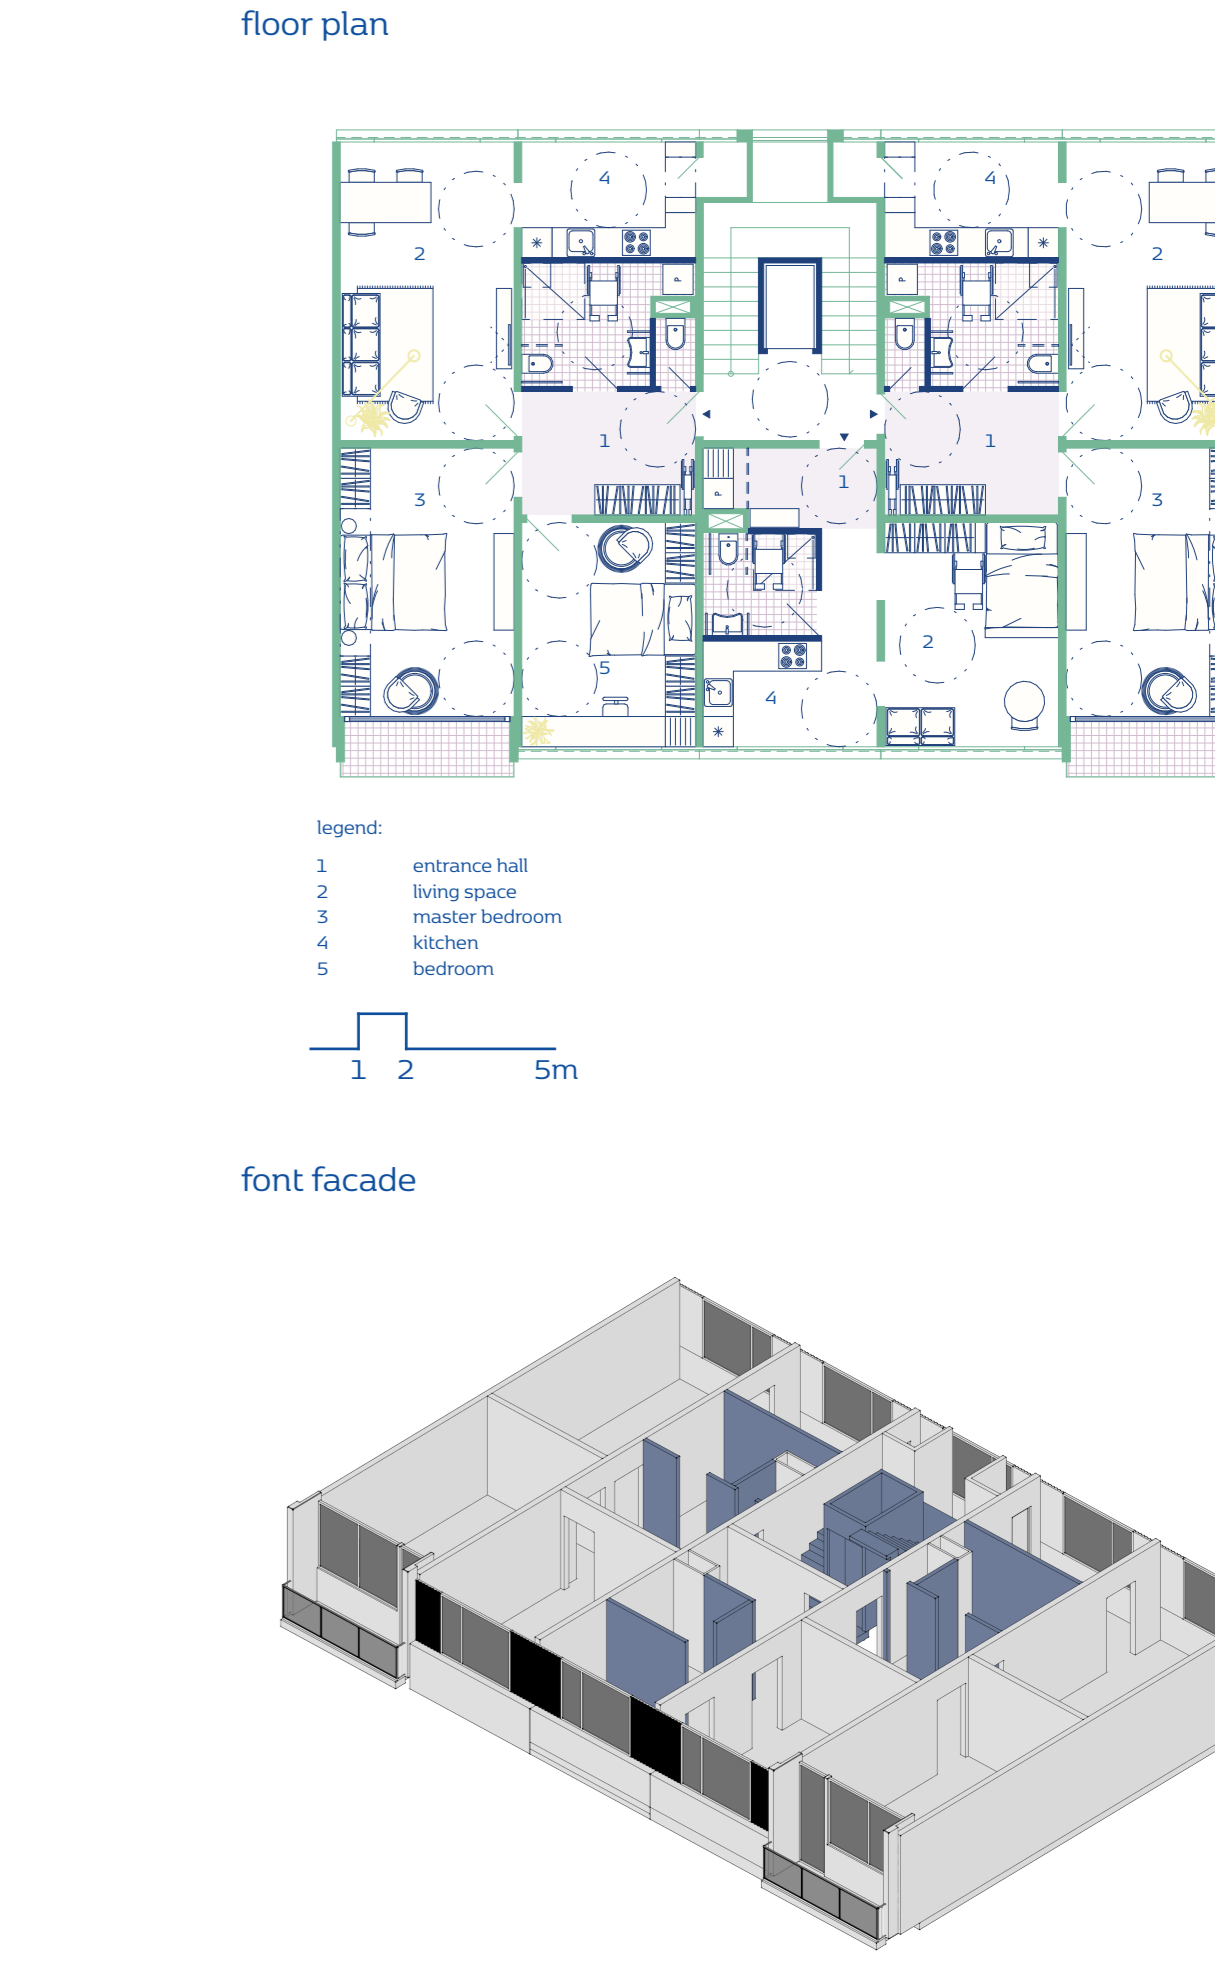 floor plan
4
4
2
2
P
P
1
1
1
3
3
P
2
5
4
legend:
1 entrance hall
2 living space
3 master bedroom
4 kitchen
5 bedroom
1 2 5m
font facade